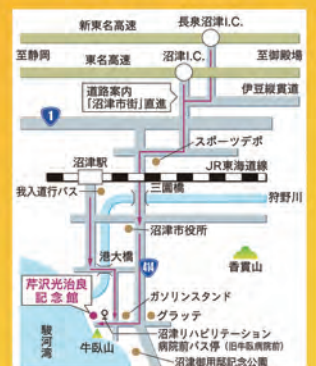 長泉沼津I.C.
新東名高速
至静岡
東名高速
沼津I.C.
至御殿場
道路案内
「沼津市街」直進
伊豆縦貫道
1
スポーツデポ
沼津駅
JR東海道線
我入道行バス
三園橋
狩野川
沼津市役所
港大橋
414
香貫山
芹沢光治良
記念館
ガソリンスタンド
グラッテ
沼津リハビリテーション
病院前バス停(旧牛臥病院前)
牛臥山
駿河湾
沼津御用邸記念公園